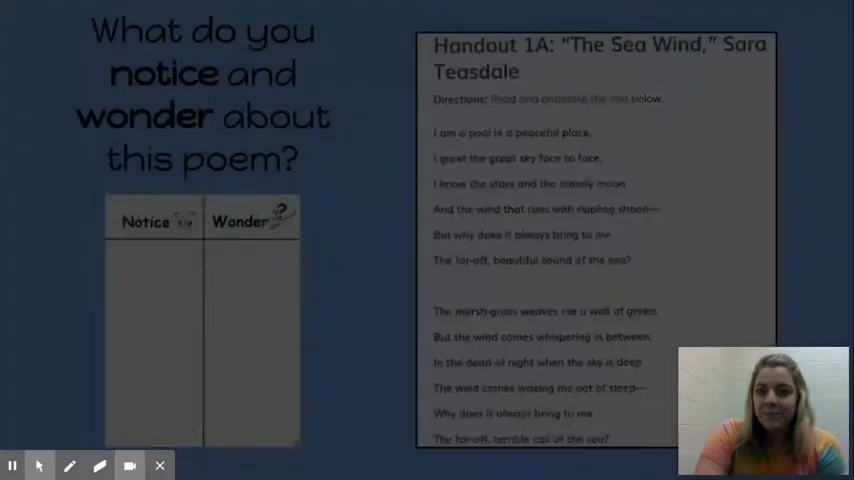 What do you
notice and
wonder about
this poem?
Notice
Wonder
?
Handout 1A: “The Sea Wind,” Sara
Teasdale
Directions: Read and annotate the text below.
I am a pool in a peaceful place,
I greet the great sky face to face,
I know the stars and the stately moon
And the wind that runs with rippling shoon—
But why does it always bring to me
The far-off, beautiful sound of the sea?
The marsh-grass weaves me a wall of green,
But the wind comes whispering in between,
In the dead of night when the sky is deep
The wind comes waking me out of sleep—
Why does it always bring to me
The far-off, terrible call of the sea?